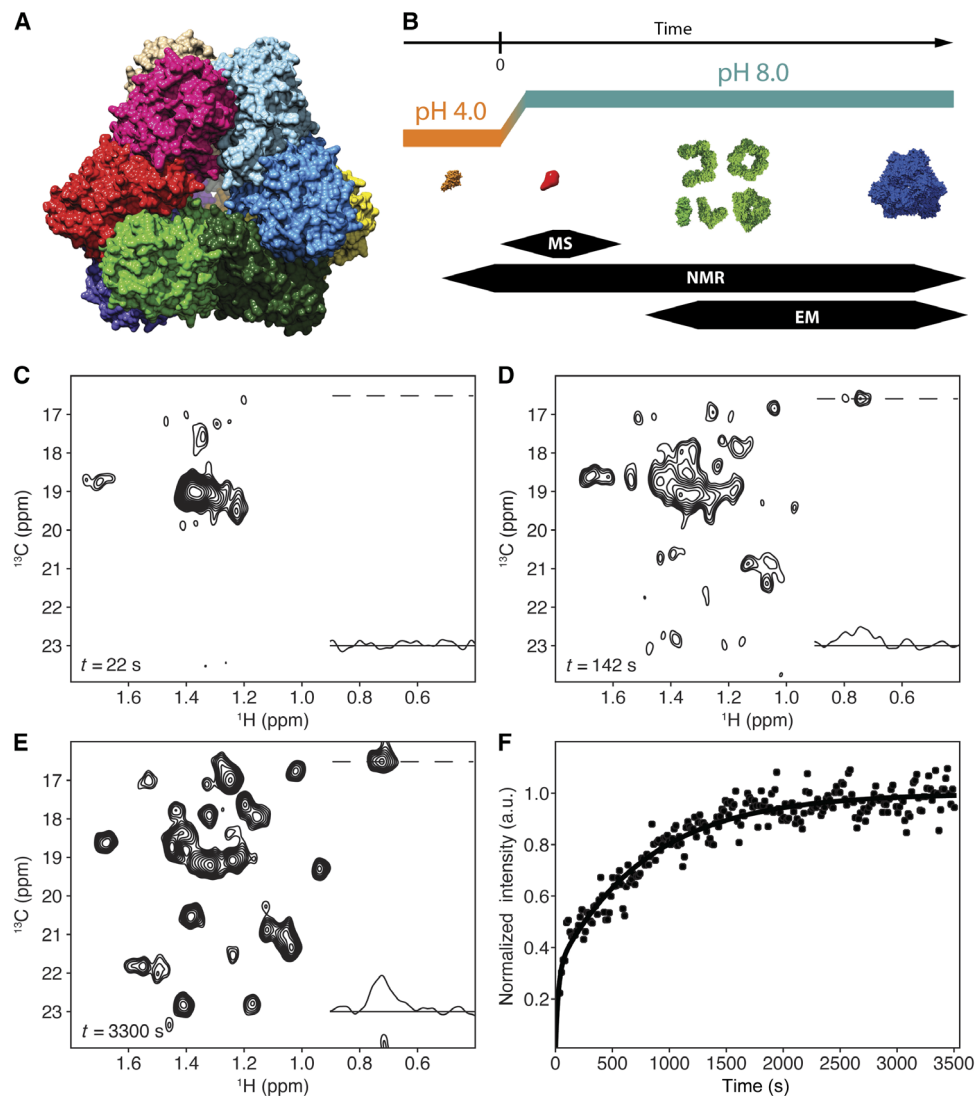 A
B
Time
0
pH 8.0
pH 4.0
MS
NMR
EM
C
17
18
19
20
21
22
23
¹³C (ppm)
t = 22 s
1.6 1.4 1.2 1.0 0.8 0.6
¹H (ppm)
D
17
18
19
20
21
22
23
¹³C (ppm)
t = 142 s
1.6 1.4 1.2 1.0 0.8 0.6
¹H (ppm)
E
17
18
19
20
21
22
23
¹³C (ppm)
t = 3300 s
1.6 1.4 1.2 1.0 0.8 0.6
¹H (ppm)
F
1.0
0.8
0.6
0.4
0.2
Normalized intensity (a.u.)
0 500 1000 1500 2000 2500 3000 3500
Time (s)